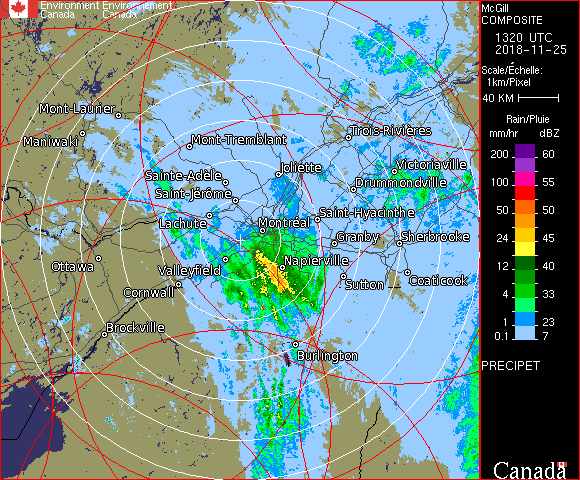 Environment Environnement
Canada Canada
McGill
COMPOSITE
1320 UTC
2018-11-25
Scale/Échelle:
1km/Pixel
40 KM
Rain/Pluie
mm/hr dBZ
200 60
100 55
50 50
24 45
12 40
4 33
1 23
0.1 7
PRECIPET
Canada
Mont-Laurier
Maniwaki
Mont-Tremblant
Trois-Rivières
Joliette
Victoriaville
Sainte-Adèle
Drummondville
Saint-Jérôme
Saint-Hyacinthe
Lachute
Montréal
Granby
Sherbrooke
Ottawa
Valleyfield
Napierville
Sutton
Coaticook
Cornwall
Brockville
Burlington